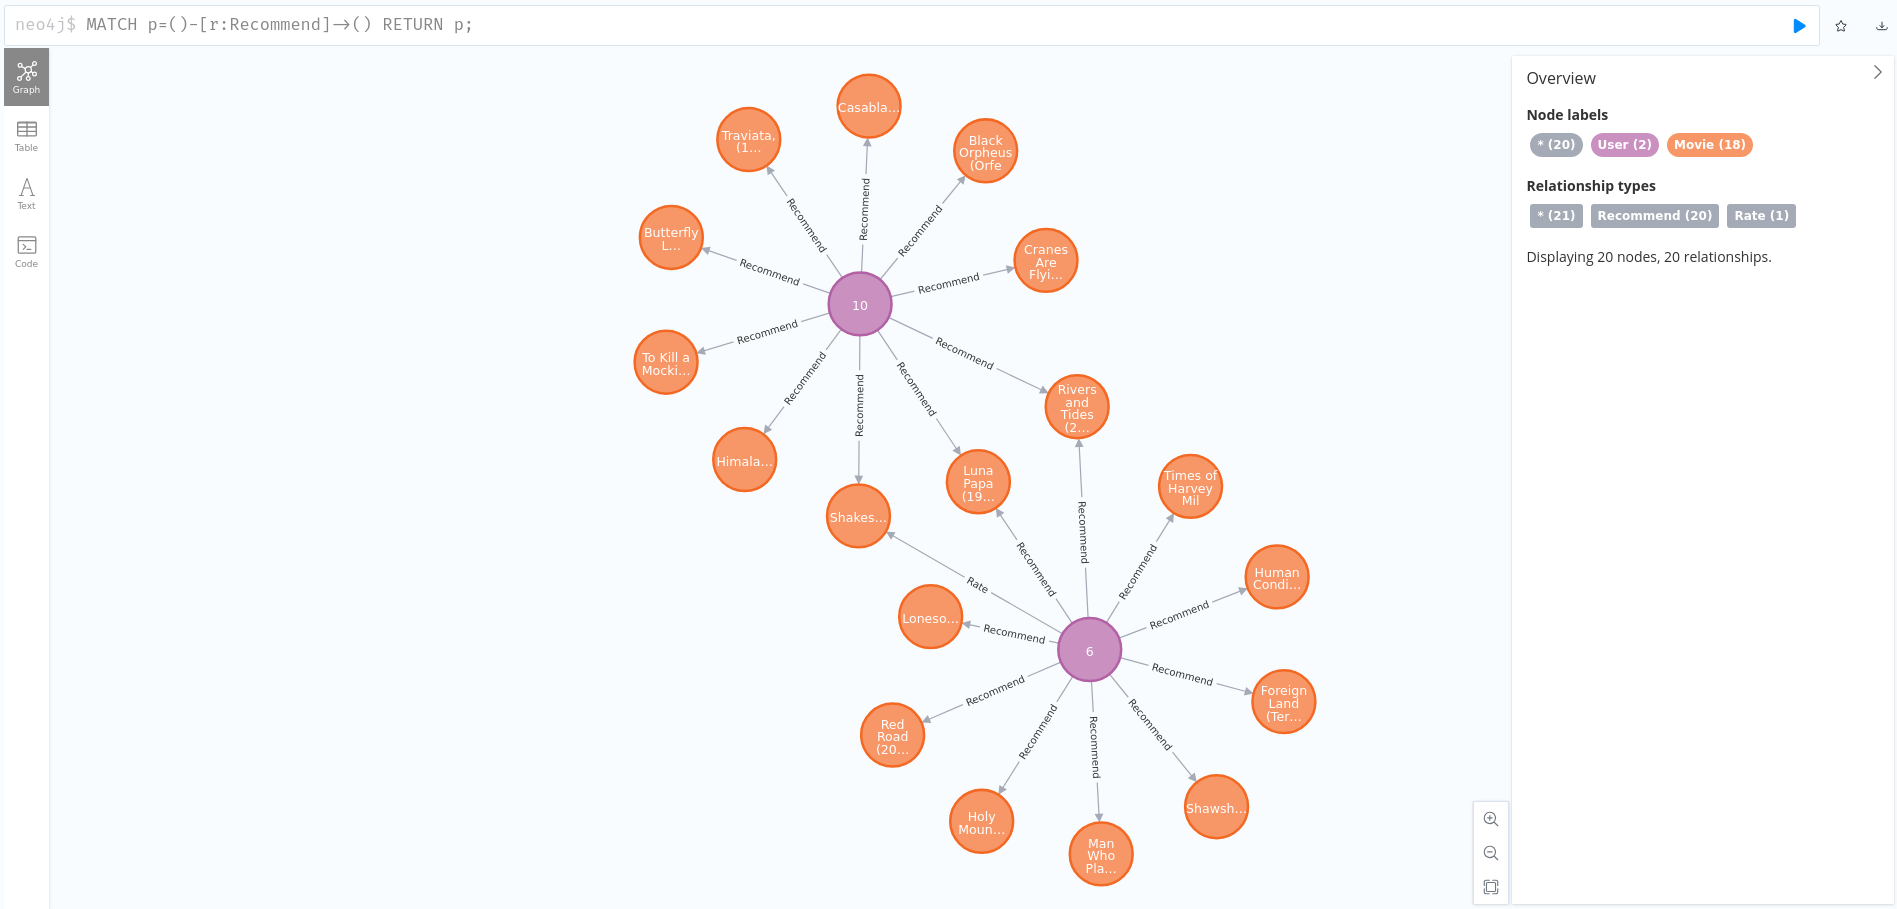 neo4j$ MATCH p=()-[r:Recommend]→() RETURN p;
Graph
Table
Text
Code
Casabla...
Traviata,
(1...
Black
Orpheus
(Orfe
Butterfly
L...
Cranes
Are
Flyi...
10
To Kill a
Mocki...
Rivers
and
Tides
(2...
Himala...
Luna
Papa
(19...
Shakes...
Times of
Harvey
Mil
Human
Condi...
Loneso...
6
Foreign
Land
(Ter...
Red
Road
(20...
Holy
Moun...
Man
Who
Pla...
Shawsh...
Recommend
Recommend
Recommend
Recommend
Recommend
Recommend
Recommend
Recommend
Recommend
Recommend
Recommend
Recommend
Recommend
Recommend
Rate
Recommend
Recommend
Recommend
Recommend
Recommend
Recommend
Overview
Node labels
* (20) User (2) Movie (18)
Relationship types
* (21) Recommend (20) Rate (1)
Displaying 20 nodes, 20 relationships.